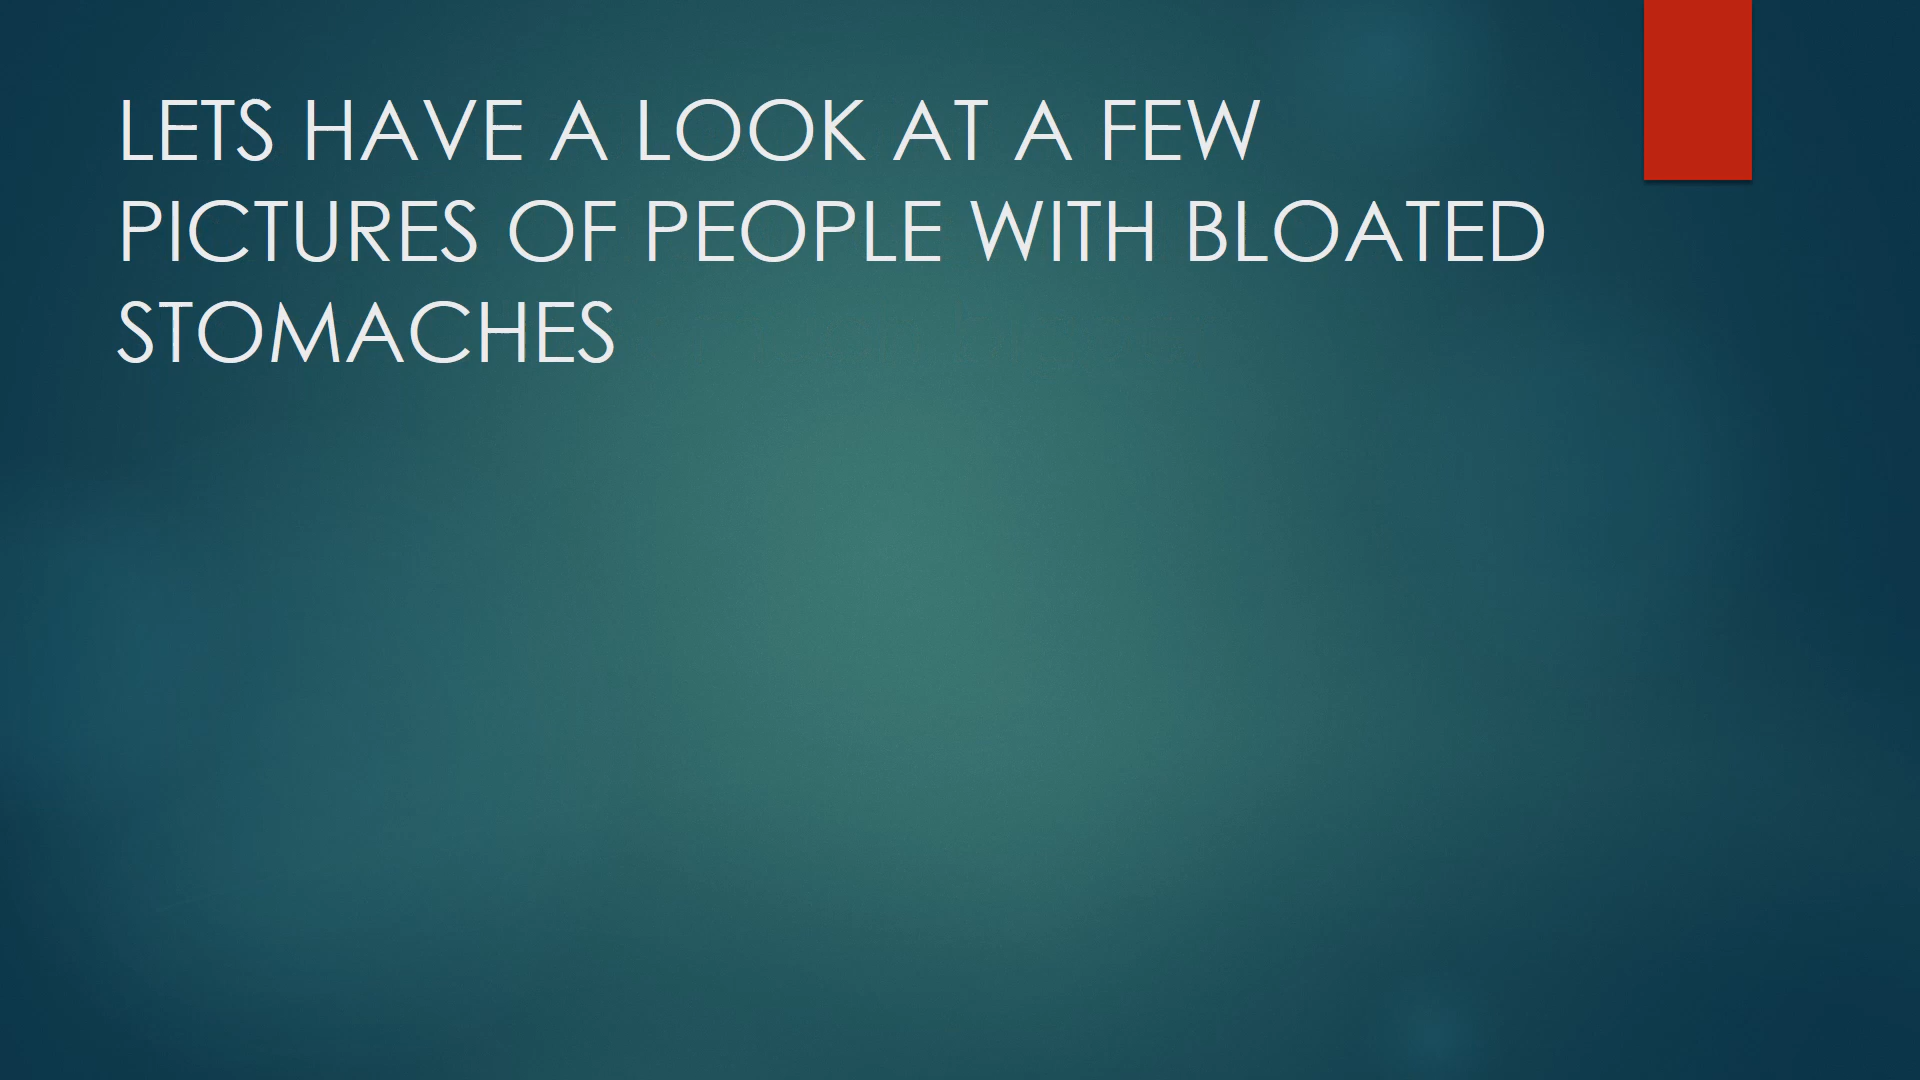 LETS HAVE A LOOK AT A FEW
PICTURES OF PEOPLE WITH BLOATED
STOMACHES